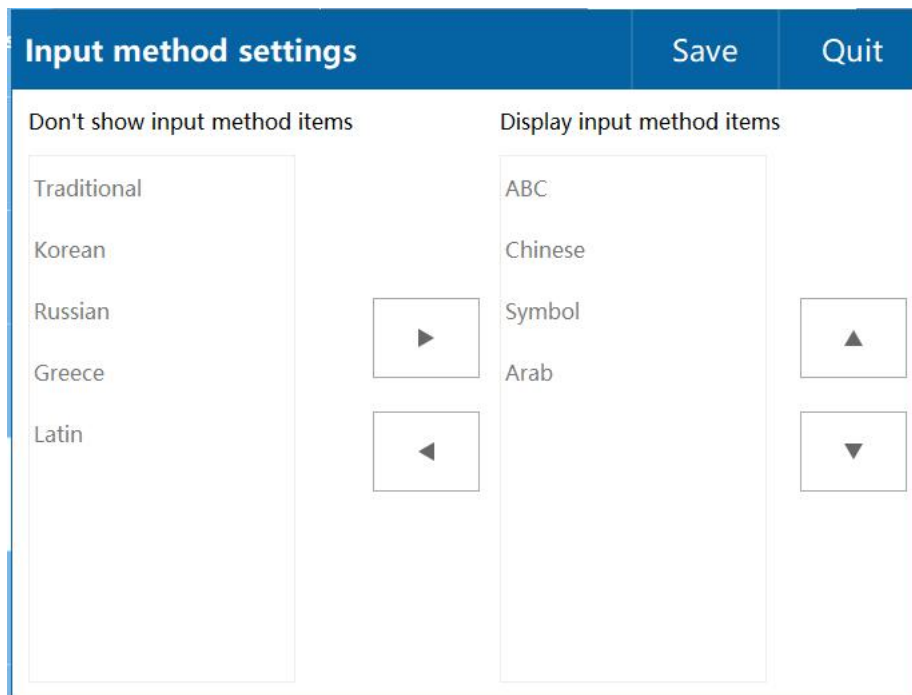 Input method settings
Save
Quit
Don't show input method items
Display input method items
Traditional
Korean
Russian
Greece
Latin
ABC
Chinese
Symbol
Arab